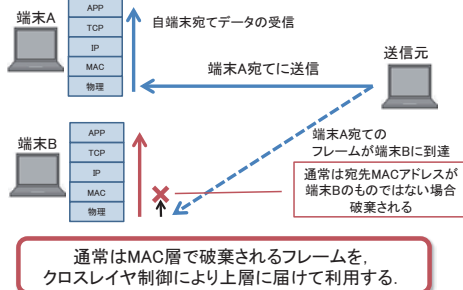 端末A
APP
TCP
IP
MAC
物理
自端末宛てデータの受信
端末A宛てに送信
送信元
端末B
APP
TCP
IP
MAC
物理
端末A宛ての
フレームが端末Bに到達
通常は宛先MACアドレスが
端末Bのものではない場合
破棄される
通常はMAC層で破棄されるフレームを,
クロスレイヤ制御により上層に届けて利用する.